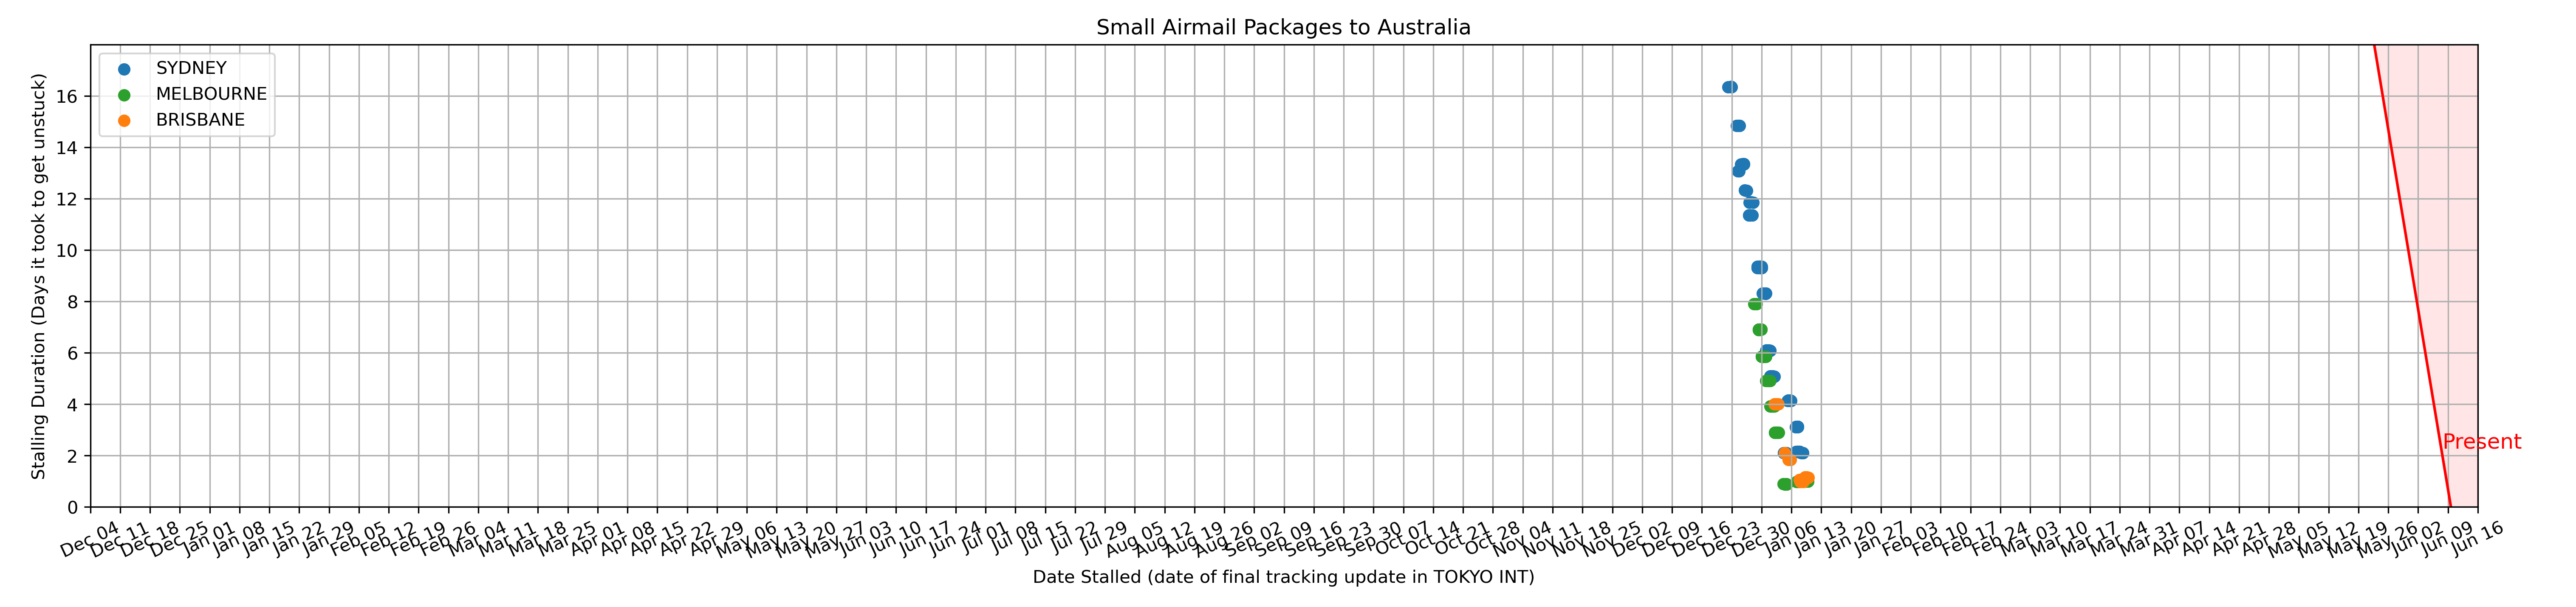 Small Airmail Packages to Australia
SYDNEY
MELBOURNE
BRISBANE
Stalling Duration (Days it took to get unstuck)
16
14
12
10
8
6
4
2
0
Present
Dec 04
Dec 11
Dec 18
Dec 25
Jan 01
Jan 08
Jan 15
Jan 22
Jan 29
Feb 05
Feb 12
Feb 19
Feb 26
Mar 04
Mar 11
Mar 18
Mar 25
Apr 01
Apr 08
Apr 15
Apr 22
Apr 29
May 06
May 13
May 20
May 27
Jun 03
Jun 10
Jun 17
Jun 24
Jul 01
Jul 08
Jul 15
Jul 22
Jul 29
Aug 05
Aug 12
Aug 19
Aug 26
Sep 02
Sep 09
Sep 16
Sep 23
Sep 30
Oct 07
Oct 14
Oct 21
Oct 28
Nov 04
Nov 11
Nov 18
Nov 25
Dec 02
Dec 09
Dec 16
Dec 23
Dec 30
Jan 06
Jan 13
Jan 20
Jan 27
Feb 03
Feb 10
Feb 17
Feb 24
Mar 03
Mar 10
Mar 17
Mar 24
Mar 31
Apr 07
Apr 14
Apr 21
Apr 28
May 05
May 12
May 19
May 26
Jun 02
Jun 09
Jun 16
Date Stalled (date of final tracking update in TOKYO INT)